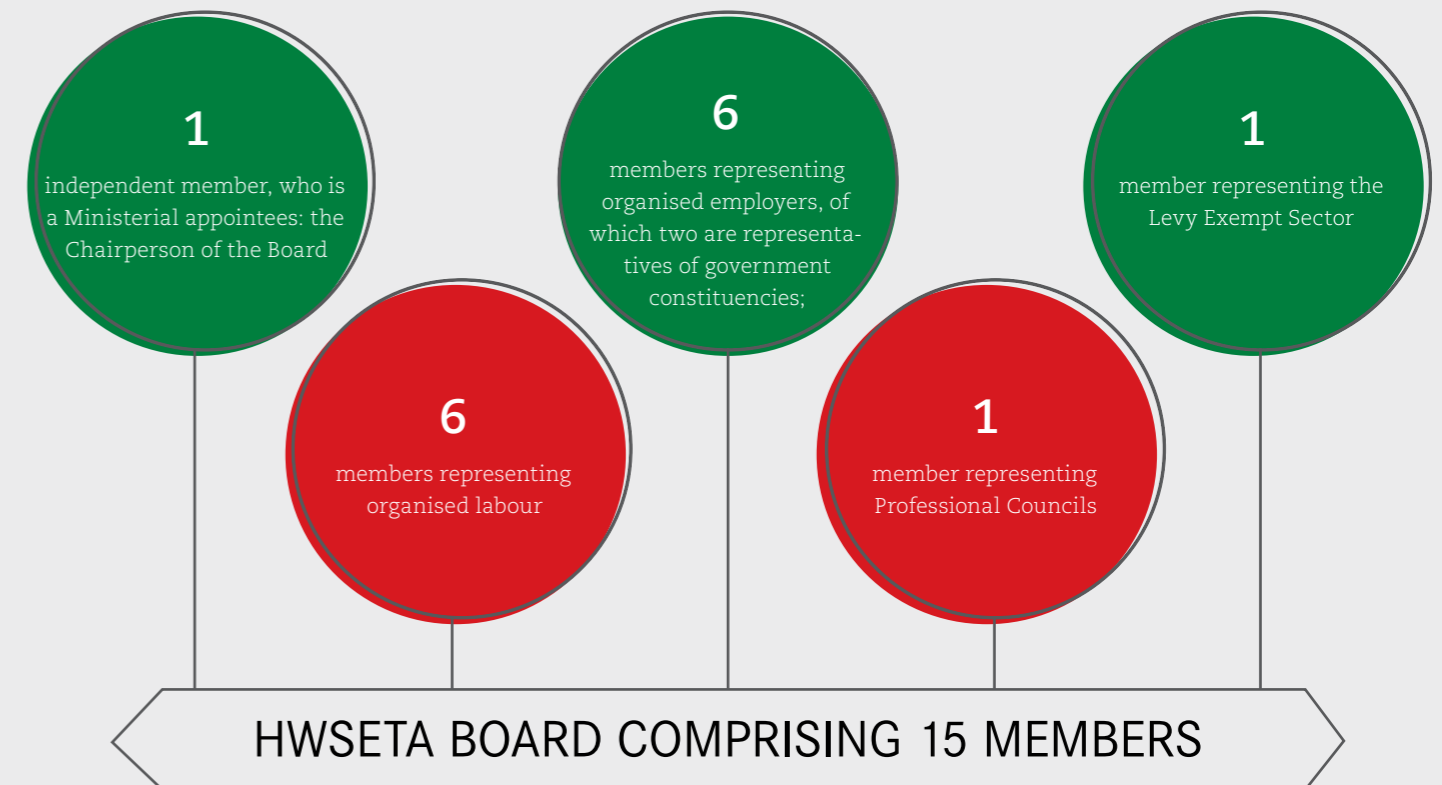 1
independent member, who is
a Ministerial appointees: the
Chairperson of the Board
6
members representing
organised labour
6
members representing
organised employers, of
which two are representa-
tives of government
constituencies;
1
member representing
Professional Councils
1
member representing the
Levy Exempt Sector
HWSETA BOARD COMPRISING 15 MEMBERS